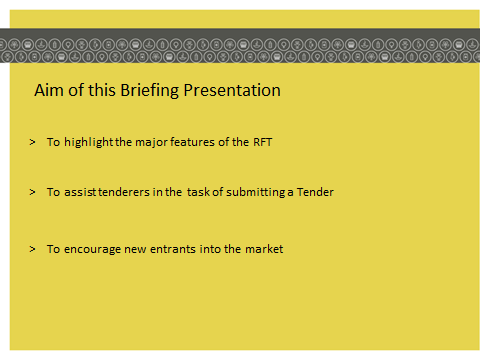 Aim of this Briefing Presentation
> To highlight the major features of the RFT
> To assist tenderers in the task of submitting a Tender
> To encourage new entrants into the market